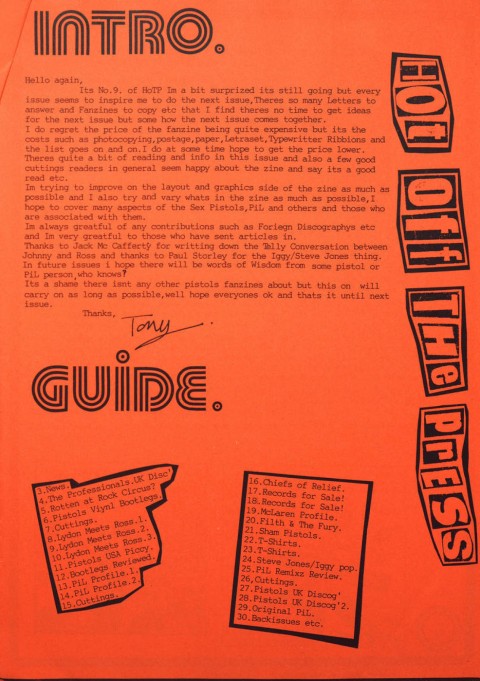 INTRO.
Hello again,
Its No.9. of HoTP Im a bit surprized its still going but every
issue seems to inspire me to do the next issue,Theres so many Letters to
answer and Fanzines to copy etc that I find theres no time to get ideas
for the next issue but some how the next issue comes together.
I do regret the price of the fanzine being quite expensive but its the
costs such as photocopying,postage,paper,Letraset,Typewritter Ribbions and
the list goes on and on.I do at some time hope to get the price lower.
Theres quite a bit of reading and info in this issue and also a few good
cuttings readers in general seem happy about the zine and say its a good
read etc.
Im trying to improve on the layout and graphics side of the zine as much as
possible and I also try and vary whats in the zine as much as possible,I
hope to cover many aspects of the Sex Pistols,PiL and others and those who
are associated with them.
Im always greatful of any contributions such as Foriegn Discographys etc
and Im very greatful to those who have sent articles in.
Thanks to Jack Mc Cafferty for writting down the Telly Conversation between
Johnny and Ross and thanks to Paul Storley for the Iggy/Steve Jones thing.
In future issues i hope there will be words of Wisdom from some pistol or
PiL person,who knows?
Its a shame there isnt any other pistols fanzines about but this on will
carry on as long as possible,well hope everyones ok and thats it until next
issue.
Thanks,
Tony
HOt Off THe PrESS
GUIDE.
3.News.
4.The Professionals.UK Disc'
5.Rotten at Rock Circus?
6.Pistols Viynl Bootlegs.
7.Cuttings.
8.Lydon Meets Ross.1.
9.Lydon Meets Ross.2.
10.Lydon Meets Ross.3.
11.Pistols USA Piccy.
12.Bootlegs Reviewed.
13.PiL Profile.1.
14.PiL Profile.2.
15.Cuttings.
16.Chiefs of Relief.
17.Records for Sale!
18.Records for Sale!
19.McLaren Profile.
20.Filth & The Fury.
21.Sham Pistols.
22.T-Shirts.
23.T-Shirts.
24.Steve Jones/Iggy pop.
25.PiL Remixz Review.
26,Cuttings.
27.Pistols UK Discog'
28.Pistols UK Discog'2.
29.Original PiL.
30.Backissues etc.